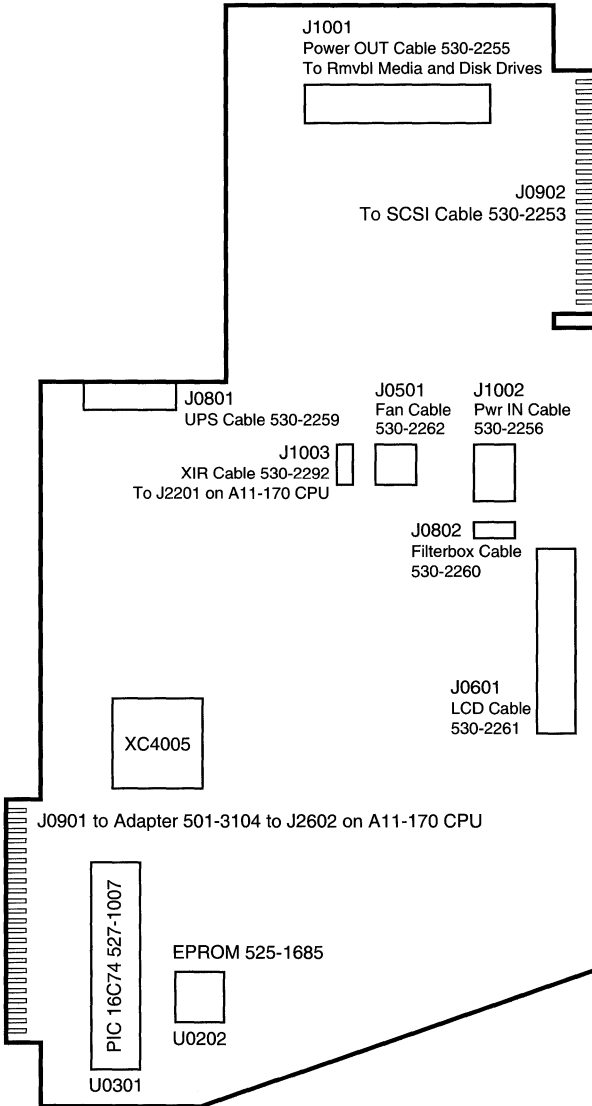 J1001
Power OUT Cable 530-2255
To Rmvbl Media and Disk Drives
J0902
To SCSI Cable 530-2253
J0801
UPS Cable 530-2259
J0501
Fan Cable
530-2262
J1002
Pwr IN Cable
530-2256
J1003
XIR Cable 530-2292
To J2201 on A11-170 CPU
J0802
Filterbox Cable
530-2260
J0601
LCD Cable
530-2261
XC4005
J0901 to Adapter 501-3104 to J2602 on A11-170 CPU
PIC 16C74 527-1007
U0301
EPROM 525-1685
U0202